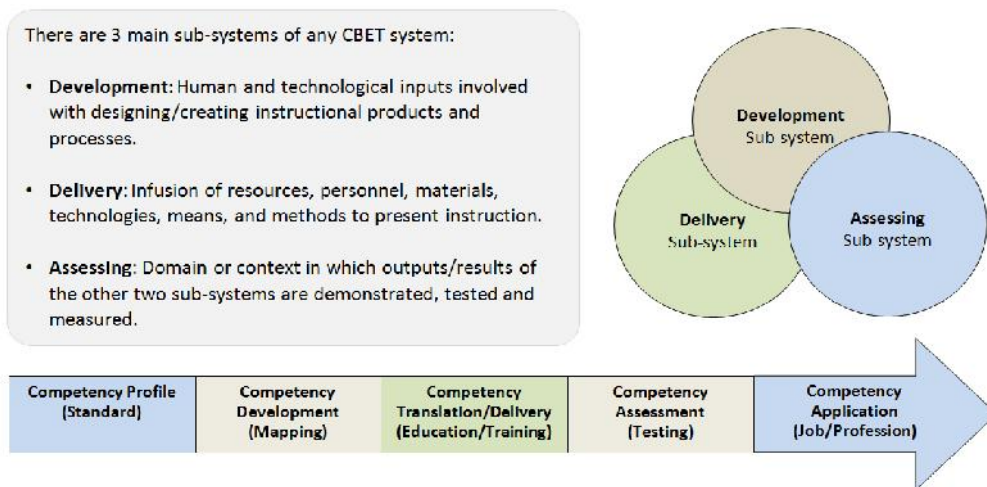 There are 3 main sub-systems of any CBET system:
• Development: Human and technological inputs involved
with designing/creating instructional products and
processes.
• Delivery: Infusion of resources, personnel, materials,
technologies, means, and methods to present instruction.
• Assessing: Domain or context in which outputs/results of
the other two sub-systems are demonstrated, tested and
measured.
Development
Sub system
Delivery
Sub-system
Assessing
Sub system
Competency Profile
(Standard)
Competency
Development
(Mapping)
Competency
Translation/Delivery
(Education/Training)
Competency
Assessment
(Testing)
Competency
Application
(Job/Profession)